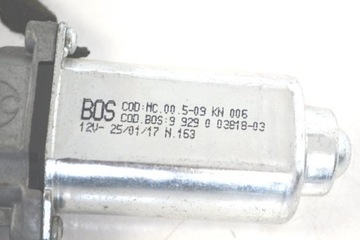 BOS COD:MC.00.5-09 KN 006
COD.BOS:9 929 0 03818-03
12V- 25/01/17 N.163